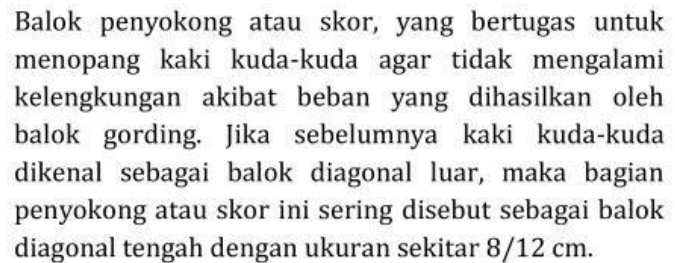 Balok penyokong atau skor, yang bertugas untuk
menopang kaki kuda-kuda agar tidak mengalami
kelengkungan akibat beban yang dihasilkan oleh
balok gording. Jika sebelumnya kaki kuda-kuda
dikenal sebagai balok diagonal luar, maka bagian
penyokong atau skor ini sering disebut sebagai balok
diagonal tengah dengan ukuran sekitar 8/12 cm.